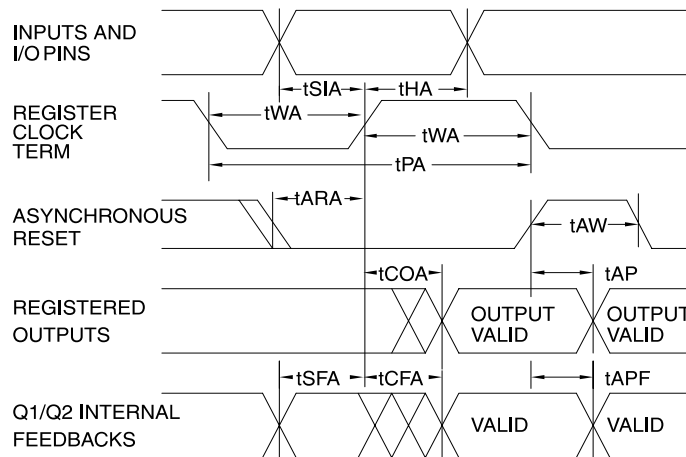 INPUTS AND
I/O PINS
tSIA
tHA
REGISTER
CLOCK
TERM
tWA
tWA
tPA
ASYNCHRONOUS
RESET
tARA
tAW
REGISTERED
OUTPUTS
tCOA
tAP
OUTPUT
VALID
OUTPUT
VALID
Q1/Q2 INTERNAL
FEEDBACKS
tSFA
tCFA
tAPF
VALID
VALID